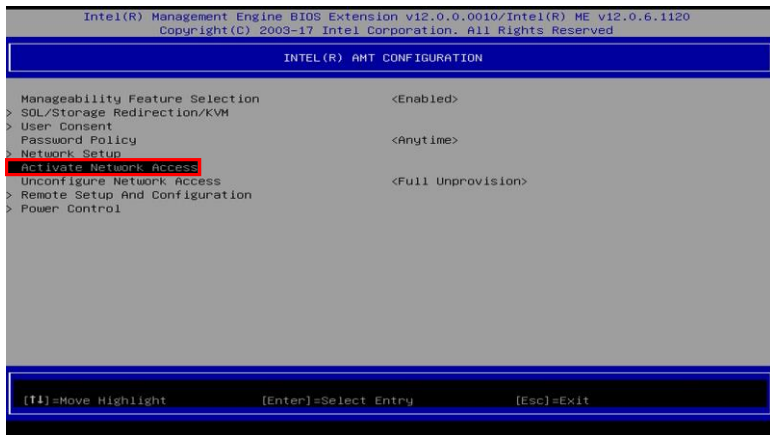 Intel(R) Management Engine BIOS Extension v12.0.0.0010/Intel(R) ME v12.0.6.1120
Copyright(C) 2003-17 Intel Corporation. All Rights Reserved
INTEL(R) AMT CONFIGURATION
Manageability Feature Selection <Enabled>
> SOL/Storage Redirection/KVM
> User Consent
Password Policy <Anytime>
> Network Setup
Activate Network Access
Unconfigure Network Access <Full Unprovision>
> Remote Setup And Configuration
> Power Control
[↑↓]=Move Highlight [Enter]=Select Entry [Esc]=Exit